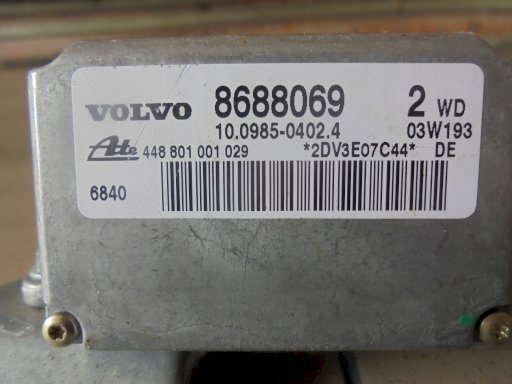 VOLVO 8688069 2 WD
10.0985-0402.4 03W193
Ate 448 801 001 029 *2DV3E07C44* DE
6840